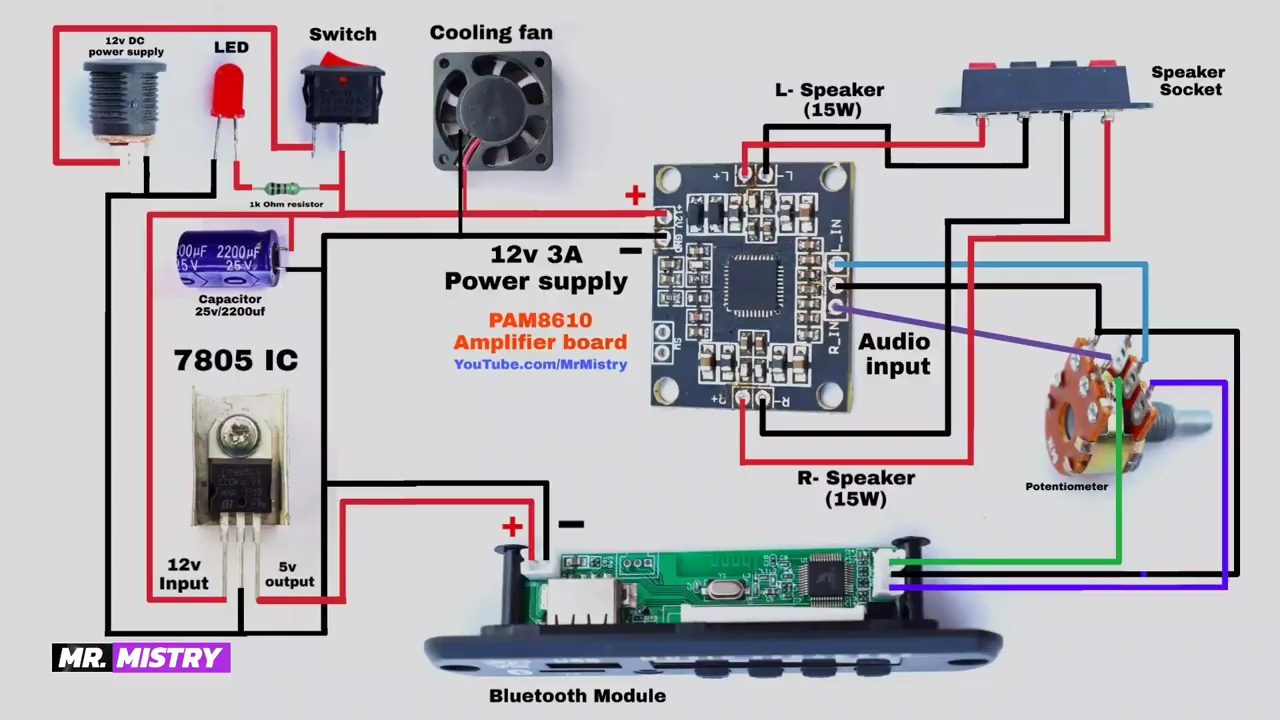 12v DC
power supply
LED
Switch
Cooling fan
L- Speaker
(15W)
Speaker
Socket
1k Ohm resistor
+
−
L+
L-
+12V
GND
L_IN
R_IN
SW
R+
R-
2200µF
25V
Capacitor
25v/2200uf
12v 3A
Power supply
PAM8610
Amplifier board
YouTube.com/MrMistry
Audio
input
7805 IC
R- Speaker
(15W)
Potentiometer
12v
Input
5v
output
+
−
MR. MISTRY
Bluetooth Module